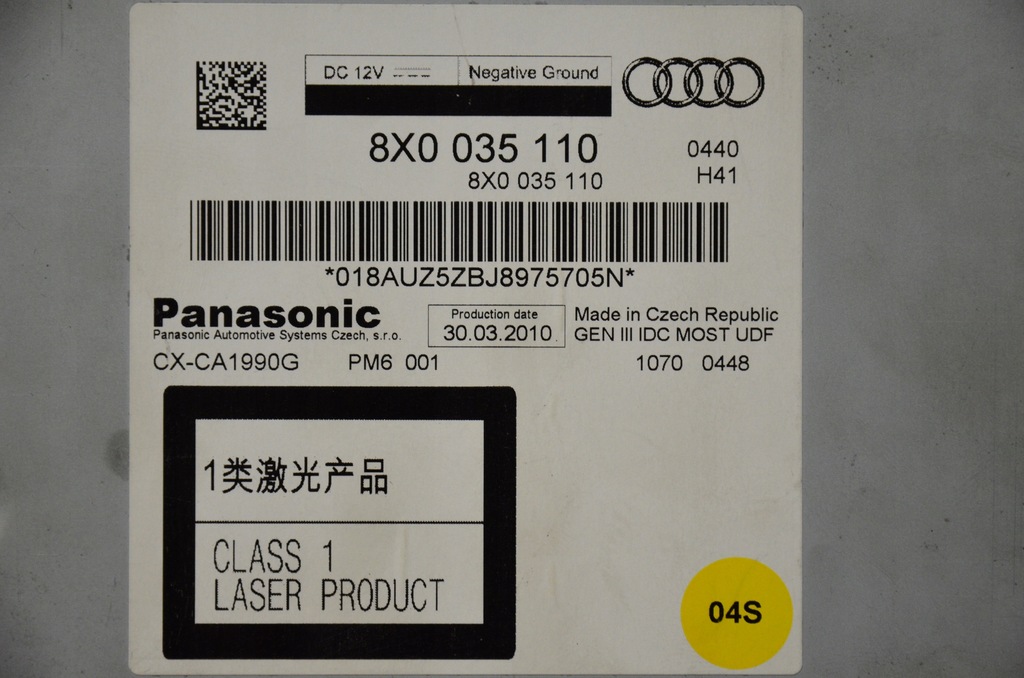 DC 12V Negative Ground
8X0 035 110 0440
8X0 035 110 H41
*018AUZ5ZBJ8975705N*
Panasonic Production date Made in Czech Republic
Panasonic Automotive Systems Czech, s.r.o. 30.03.2010 GEN III IDC MOST UDF
CX-CA1990G PM6 001 1070 0448
1类激光产品
CLASS 1
LASER PRODUCT
04S